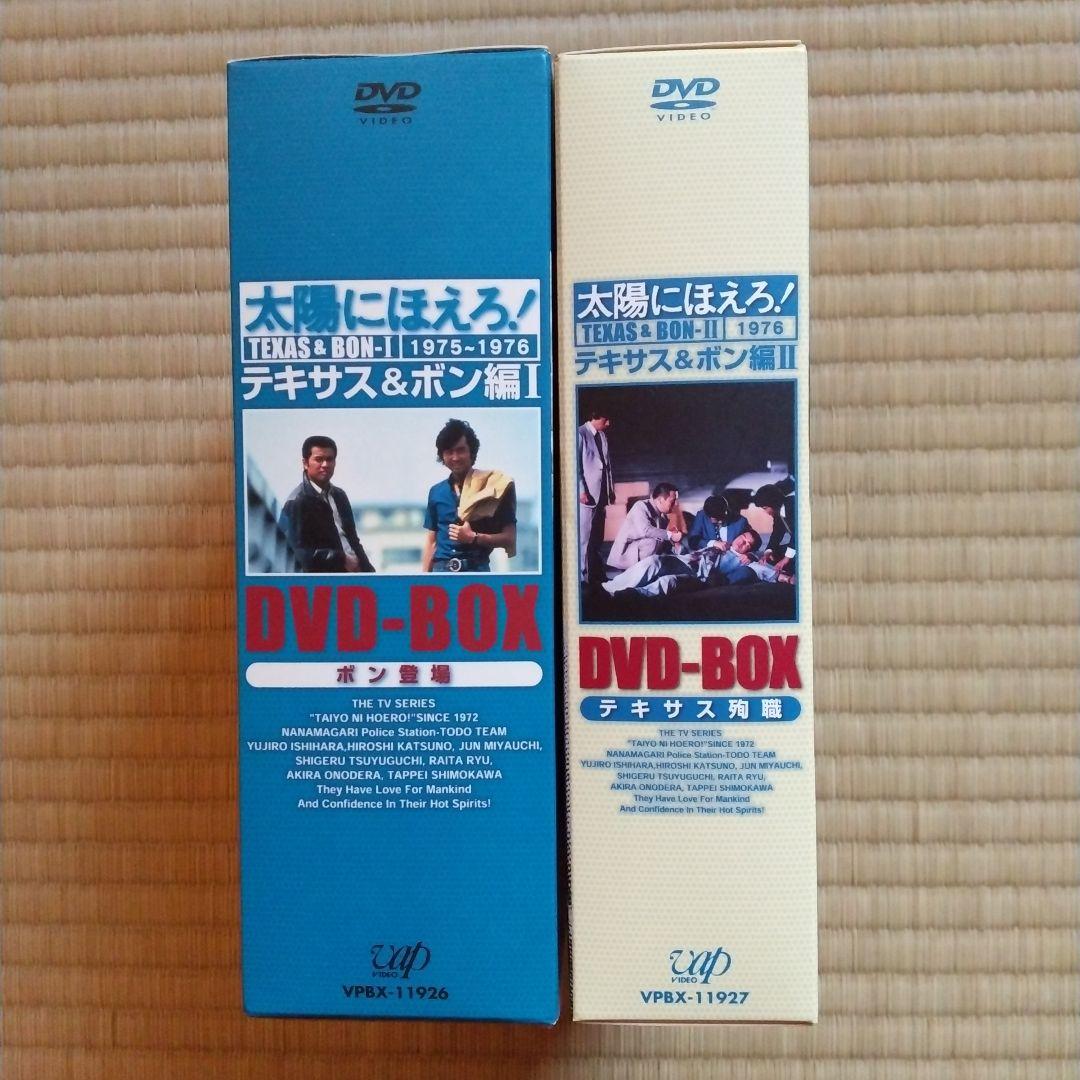 DVD
VIDEO
太陽にほえろ!
TEXAS & BON-I 1975~1976
テキサス&ボン編I
DVD-BOX
ボン登場
THE TV SERIES
"TAIYO NI HOERO!"SINCE 1972
NANAMAGARI Police Station-TODO TEAM
YUJIRO ISHIHARA,HIROSHI KATSUNO, JUN MIYAUCHI,
SHIGERU TSUYUGUCHI, RAITA RYU,
AKIRA ONODERA, TAPPEI SHIMOKAWA
They Have Love For Mankind
And Confidence In Their Hot Spirits!
vap
VIDEO
VPBX-11926
DVD
VIDEO
太陽にほえろ!
TEXAS & BON-II 1976
テキサス&ボン編II
DVD-BOX
テキサス殉職
THE TV SERIES
"TAIYO NI HOERO!"SINCE 1972
NANAMAGARI Police Station-TODO TEAM
YUJIRO ISHIHARA,HIROSHI KATSUNO, JUN MIYAUCHI,
SHIGERU TSUYUGUCHI, RAITA RYU,
AKIRA ONODERA, TAPPEI SHIMOKAWA
They Have Love For Mankind
And Confidence In Their Hot Spirits!
vap
VIDEO
VPBX-11927